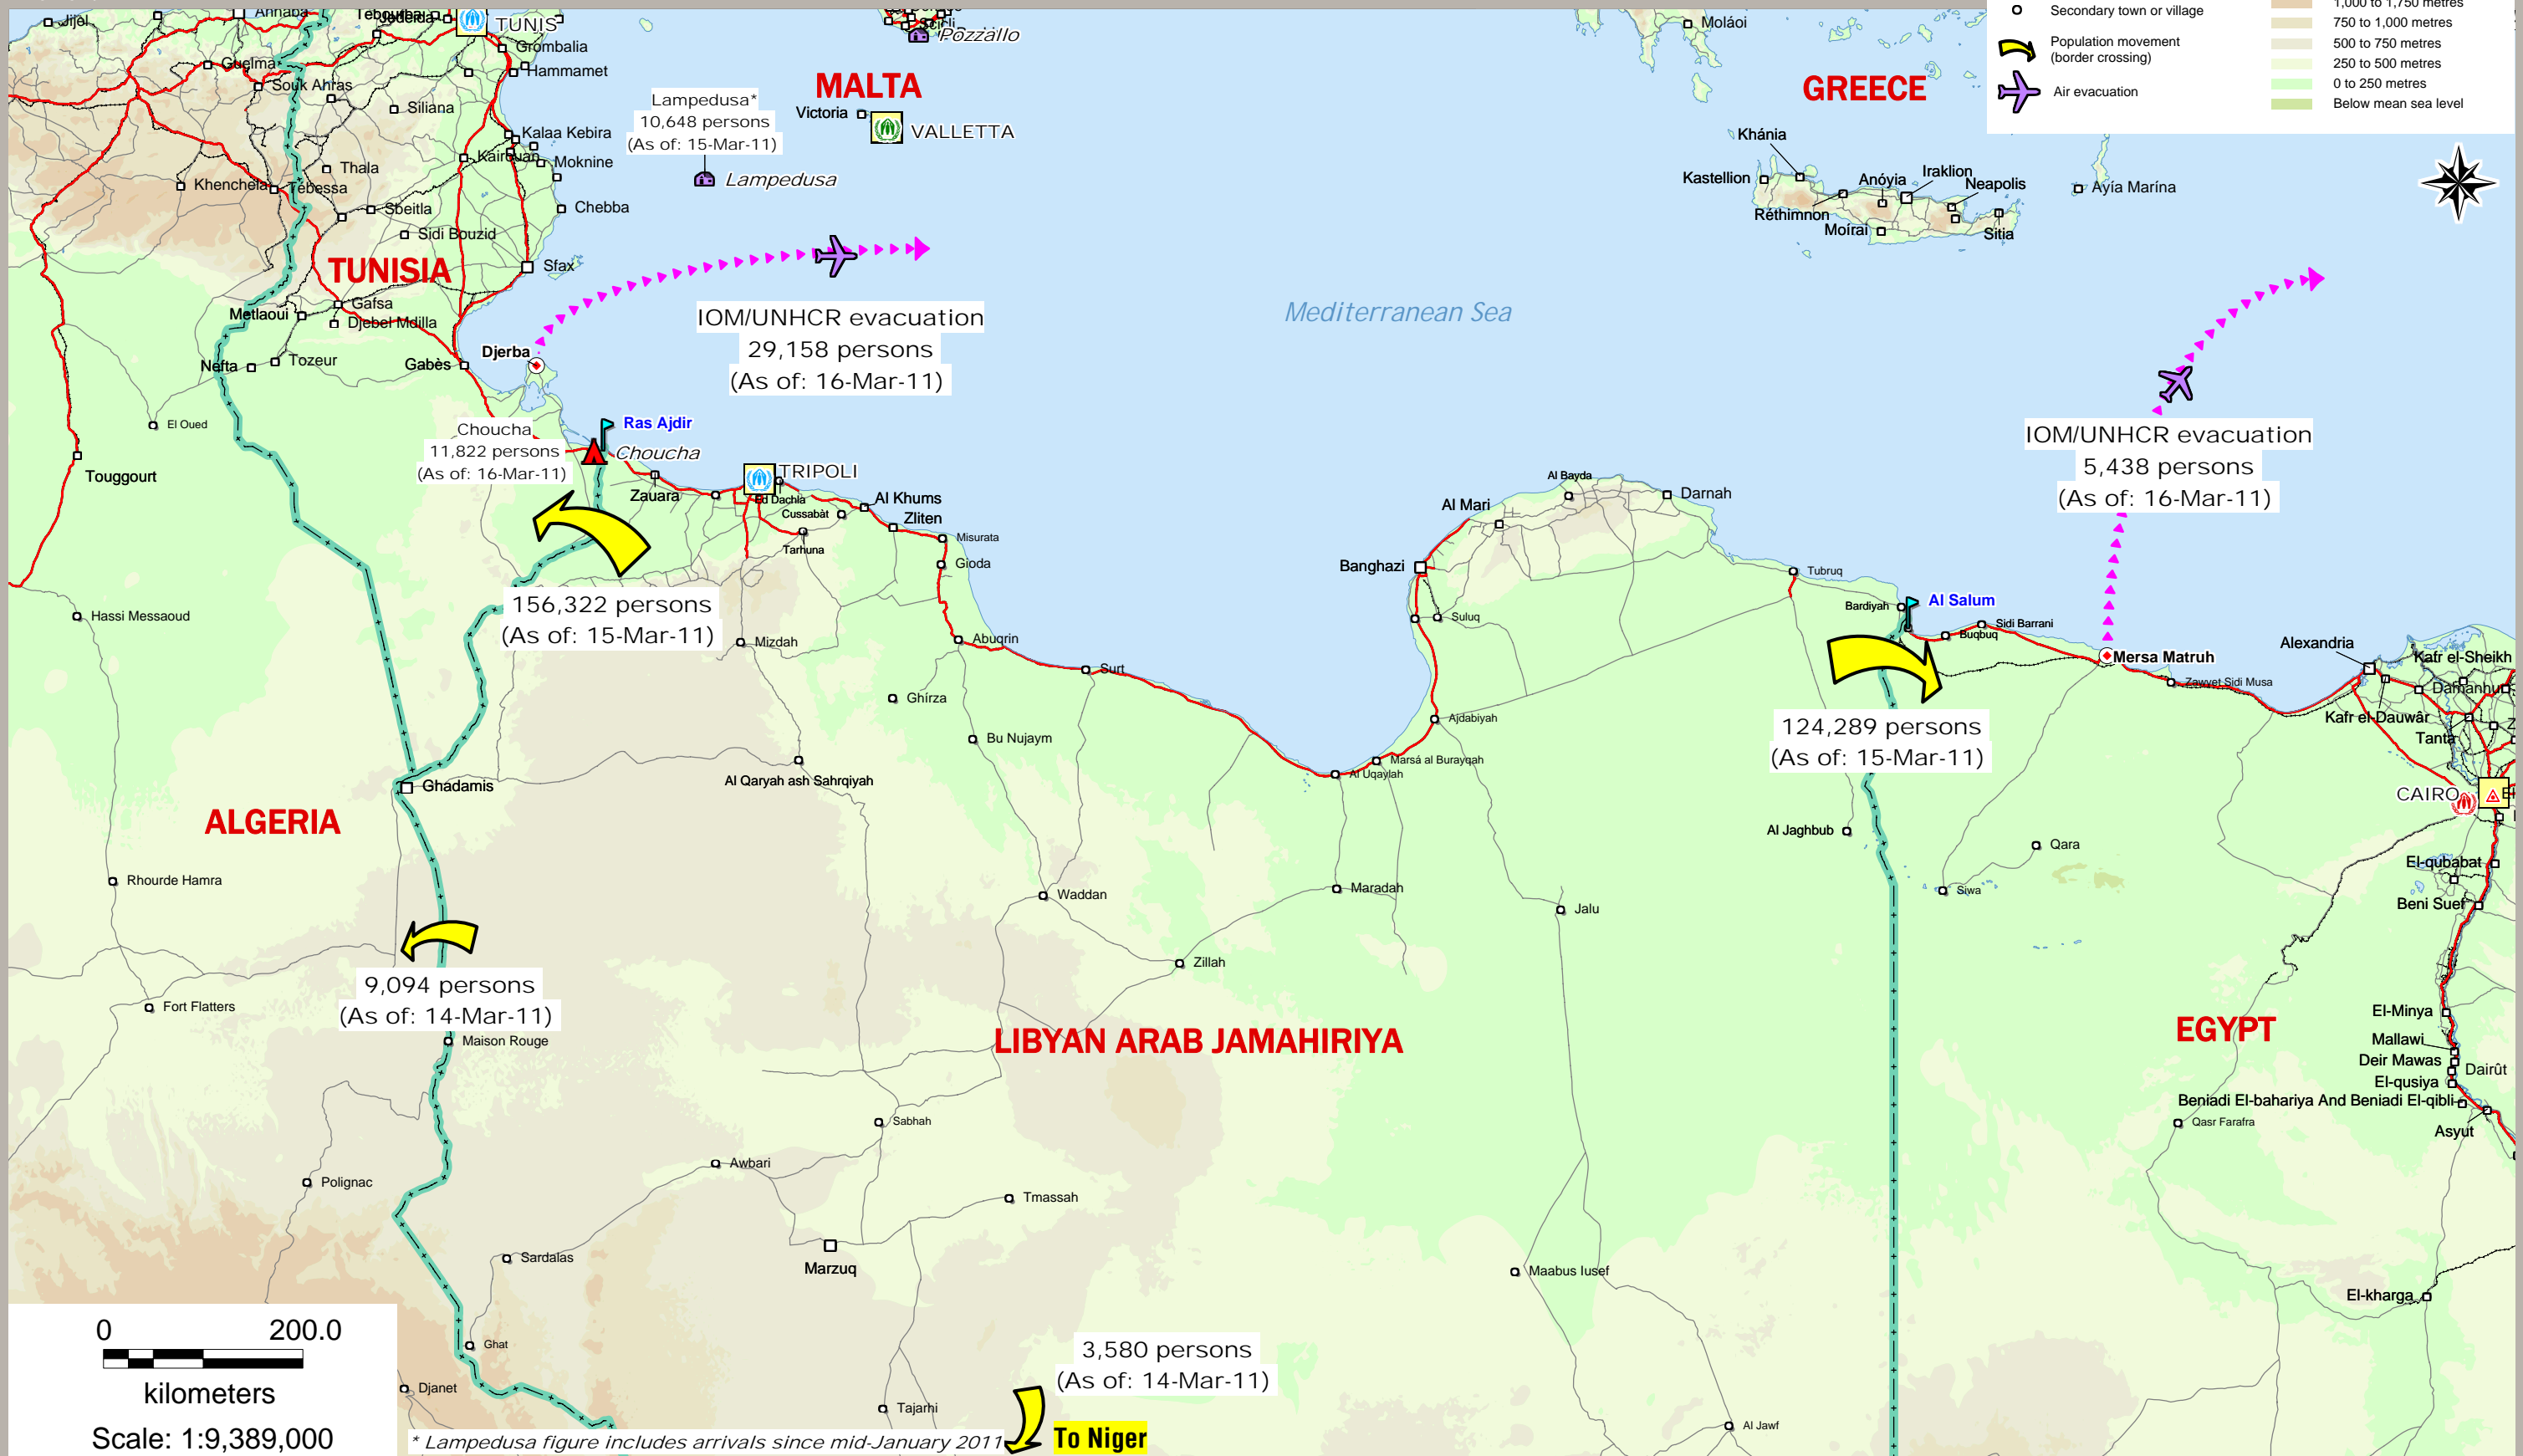 Jijel
Annaba
Tebourba
Jedeida
TUNIS
Grombalia
Hammamet
Guelma
Souk Ahras
Siliana
Kalaa Kebira
Kairouan
Moknine
Thala
Khenchela
Tébessa
Sbeitla
Chebba
Sidi Bouzid
TUNISIA
Sfax
Gafsa
Metlaoui
Djebel Mdilla
Nefta
Tozeur
Gabès
Djerba
El Oued
Touggourt
Hassi Messaoud
Scicli
Pozzallo
MALTA
Victoria
VALLETTA
Lampedusa*
10,648 persons
(As of: 15-Mar-11)
Lampedusa
Moláoi
GREECE
Khánia
Kastellion
Anóyia
Iraklion
Neapolis
Réthimnon
Moírai
Sitia
Ayía Marína
Secondary town or village
Population movement
(border crossing)
Air evacuation
1,000 to 1,750 metres
750 to 1,000 metres
500 to 750 metres
250 to 500 metres
0 to 250 metres
Below mean sea level
Mediterranean Sea
IOM/UNHCR evacuation
29,158 persons
(As of: 16-Mar-11)
IOM/UNHCR evacuation
5,438 persons
(As of: 16-Mar-11)
Choucha
11,822 persons
(As of: 16-Mar-11)
Ras Ajdir
Choucha
TRIPOLI
Zauara
Ed Dachla
Cussabàt
Al Khums
Zliten
Tarhuna
Misurata
Gioda
156,322 persons
(As of: 15-Mar-11)
Mizdah
Abuqrin
Surt
Ghírza
Bu Nujaym
Al Qaryah ash Sahrqiyah
Al Bayda
Al Mari
Darnah
Banghazi
Suluq
Tubruq
Bardiyah
Al Salum
Buqbuq
Sidi Barrani
Mersa Matruh
Zawyet Sidi Musa
Alexandria
Kafr el-Sheikh
Damanhur
Kafr el-Dauwâr
Tanta
Z
CAIRO
El
Ajdabiyah
Marsá al Burayqah
Al Uqaylah
124,289 persons
(As of: 15-Mar-11)
Al Jaghbub
Qara
Siwa
El-qubabat
Beni Suef
Ghadamis
ALGERIA
Rhourde Hamra
Waddan
Maradah
Jalu
Zillah
9,094 persons
(As of: 14-Mar-11)
Fort Flatters
Maison Rouge
LIBYAN ARAB JAMAHIRIYA
EGYPT
El-Minya
Mallawi
Deir Mawas
Dairût
El-qusiya
Beniadi El-bahariya And Beniadi El-qibli
Asyut
Qasr Farafra
Sabhah
Awbari
Polignac
Tmassah
Sardalas
Marzuq
Maabus Iusef
El-kharga
Ghat
Djanet
Tajarhi
Al Jawf
3,580 persons
(As of: 14-Mar-11)
To Niger
0 200.0
kilometers
Scale: 1:9,389,000
* Lampedusa figure includes arrivals since mid-January 2011